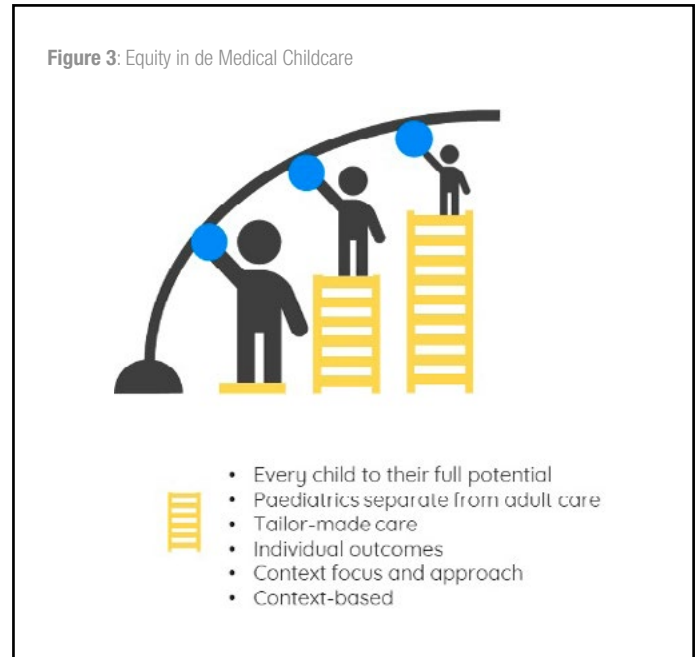 Figure 3: Equity in de Medical Childcare
• Every child to their full potential
• Paediatrics separate from adult care
• Tailor-made care
• Individual outcomes
• Context focus and approach
• Context-based